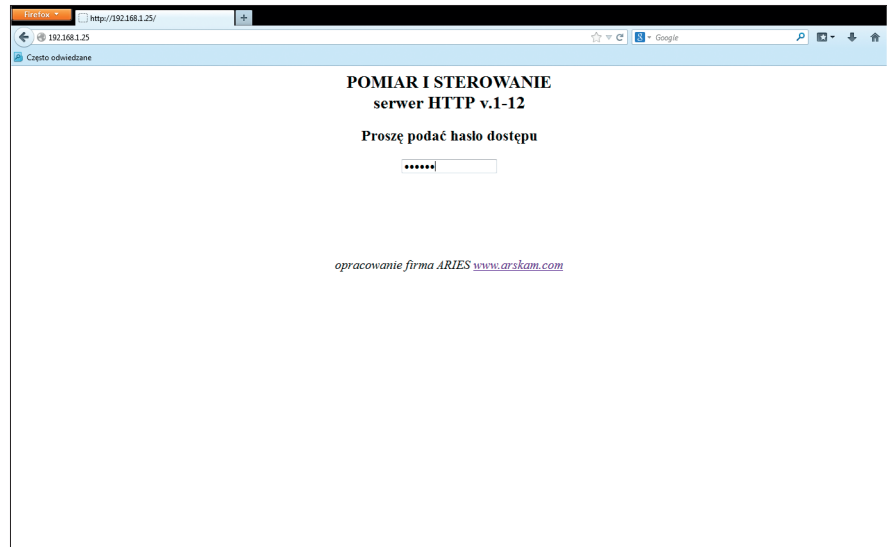 Firefox
http://192.168.1.25/
192.168.1.25
Google
Często odwiedzane
POMIAR I STEROWANIE
serwer HTTP v.1-12
Proszę podać hasło dostępu
••••••
opracowanie firma ARIES www.arskam.com